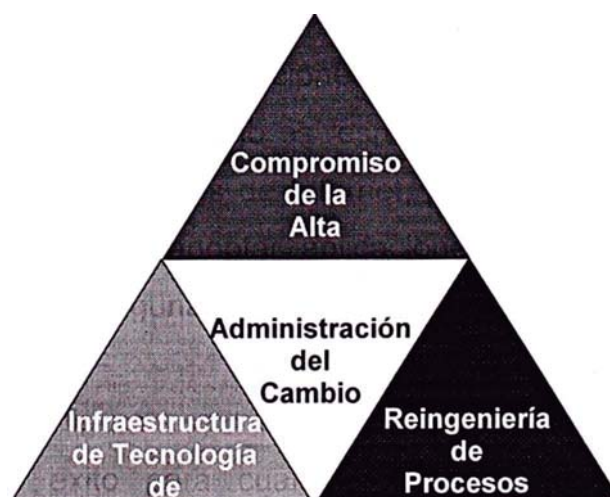 Compromiso
de la
Alta
Administración
del
Cambio
Infraestructura
de Tecnología
de
Reingeniería
de
Procesos